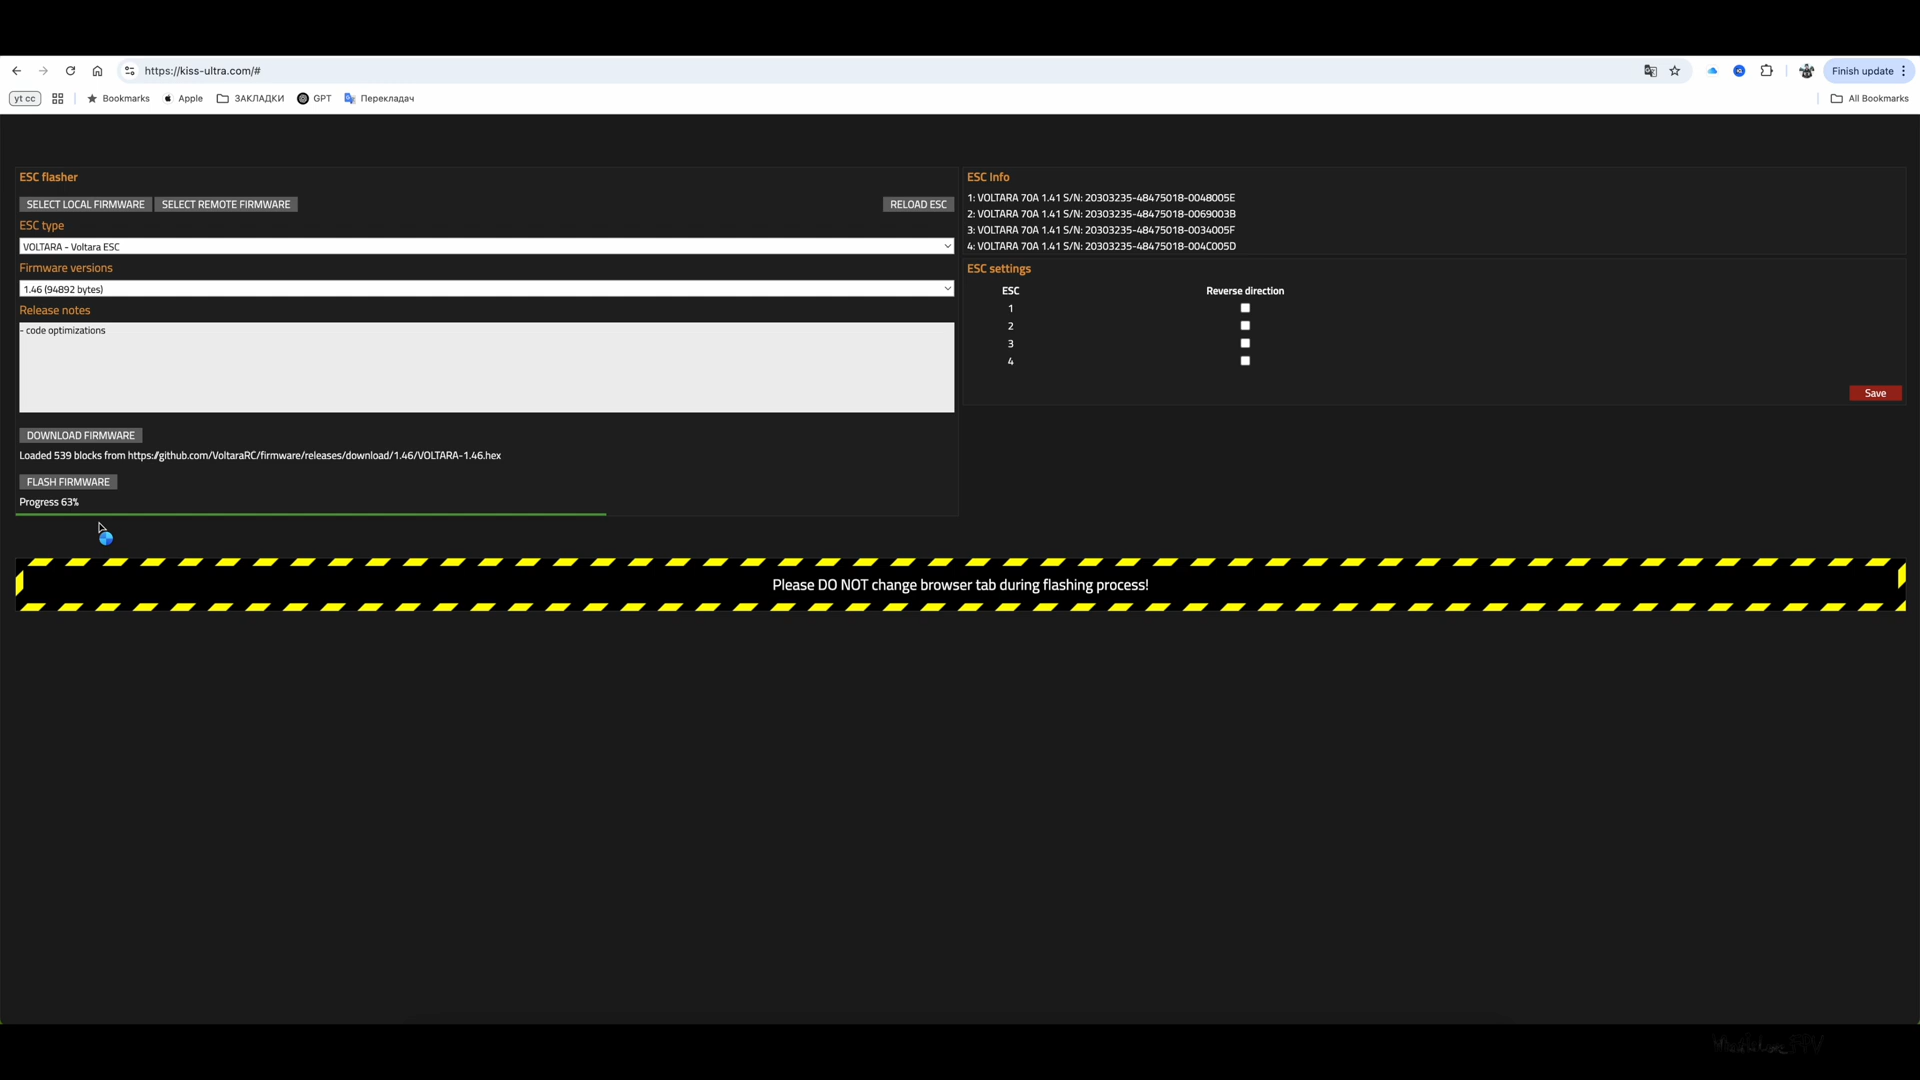 https://kiss-ultra.com/#
Finish update
yt cc
Bookmarks
Apple
ЗАКЛАДКИ
GPT
Перекладач
All Bookmarks
ESC flasher
SELECT LOCAL FIRMWARE
SELECT REMOTE FIRMWARE
RELOAD ESC
ESC type
VOLTARA - Voltara ESC
Firmware versions
1.46 (94892 bytes)
Release notes
- code optimizations
DOWNLOAD FIRMWARE
Loaded 539 blocks from https://github.com/VoltaraRC/firmware/releases/download/1.46/VOLTARA-1.46.hex
FLASH FIRMWARE
Progress 63%
ESC Info
1: VOLTARA 70A 1.41 S/N: 20303235-48475018-0048005E
2: VOLTARA 70A 1.41 S/N: 20303235-48475018-0069003B
3: VOLTARA 70A 1.41 S/N: 20303235-48475018-0034005F
4: VOLTARA 70A 1.41 S/N: 20303235-48475018-004C005D
ESC settings
ESC Reverse direction
1
2
3
4
Save
Please DO NOT change browser tab during flashing process!